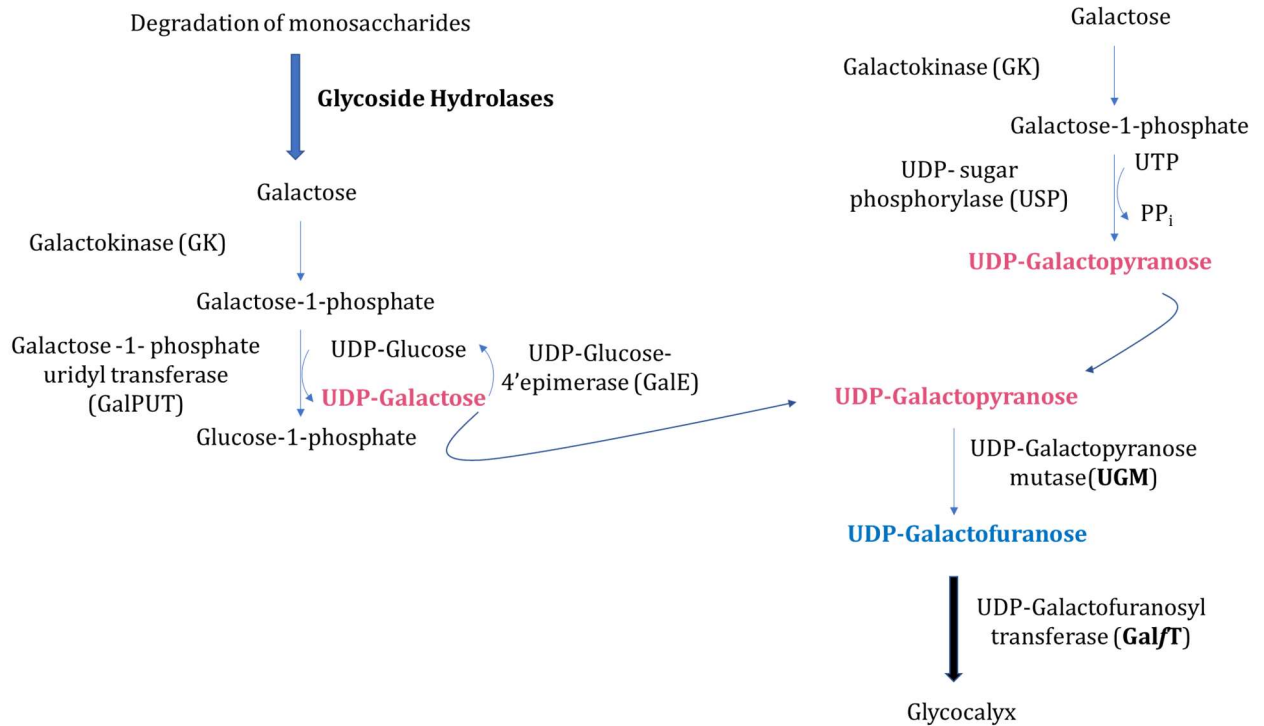 Degradation of monosaccharides
Glycoside Hydrolases
Galactose
Galactokinase (GK)
Galactose-1-phosphate
Galactose -1- phosphate
uridyl transferase
(GalPUT)
UDP-Glucose
UDP-Galactose
UDP-Glucose-
4’epimerase (GalE)
Glucose-1-phosphate
Galactose
Galactokinase (GK)
Galactose-1-phosphate
UDP- sugar
phosphorylase (USP)
UTP
PPi
UDP-Galactopyranose
UDP-Galactopyranose
UDP-Galactopyranose
mutase(UGM)
UDP-Galactofuranose
UDP-Galactofuranosyl
transferase (GalfT)
Glycocalyx